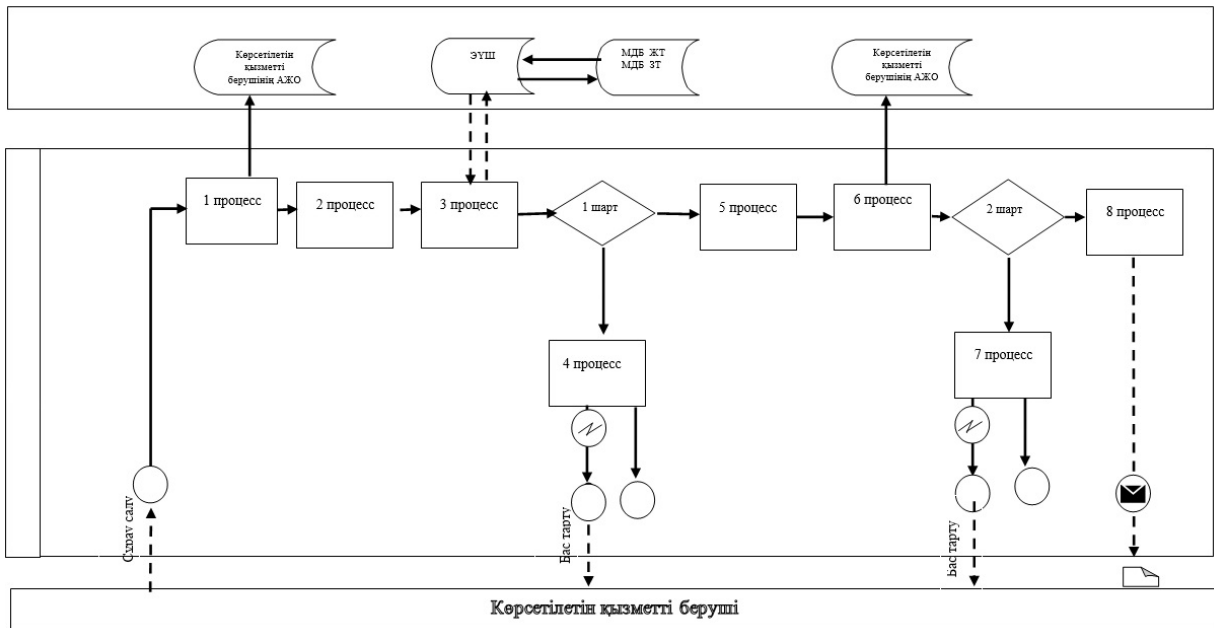 Көрсетілетін
қызметті
берушінің АЖО
ЭҮШ
МДБ ЖТ
МДБ ЗТ
Көрсетілетін
қызметті
берушінің АЖО
1 процесс
2 процесс
3 процесс
1 шарт
5 процесс
6 процесс
2 шарт
8 процесс
4 процесс
7 процесс
Сұрау салу
Бас тарту
Бас тарту
Көрсетілетін қызметті беруші